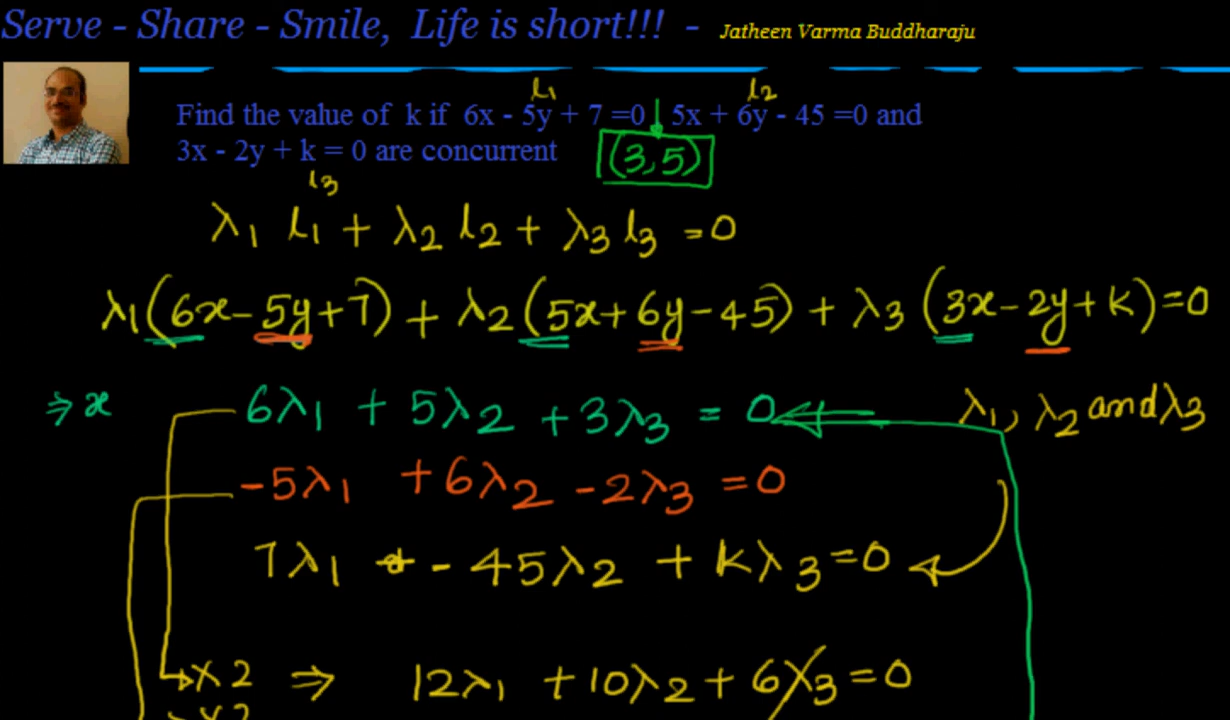 Serve - Share - Smile, Life is short!!! - Jatheen Varma Buddharaju
l1 l2
Find the value of k if 6x - 5y + 7 =0 5x + 6y - 45 =0 and
3x - 2y + k = 0 are concurrent (3,5)
l3
λ1 l1 + λ2 l2 + λ3 l3 =0
λ1(6x-5y+7) + λ2(5x+6y-45) + λ3(3x-2y+k)=0
⇒ x 6λ1 + 5λ2 +3λ3 = 0 λ1, λ2 and λ3
-5λ1 +6λ2 -2λ3 =0
7λ1 - 45λ2 + kλ3=0
×2 ⇒ 12λ1 +10λ2+ 6λ3=0